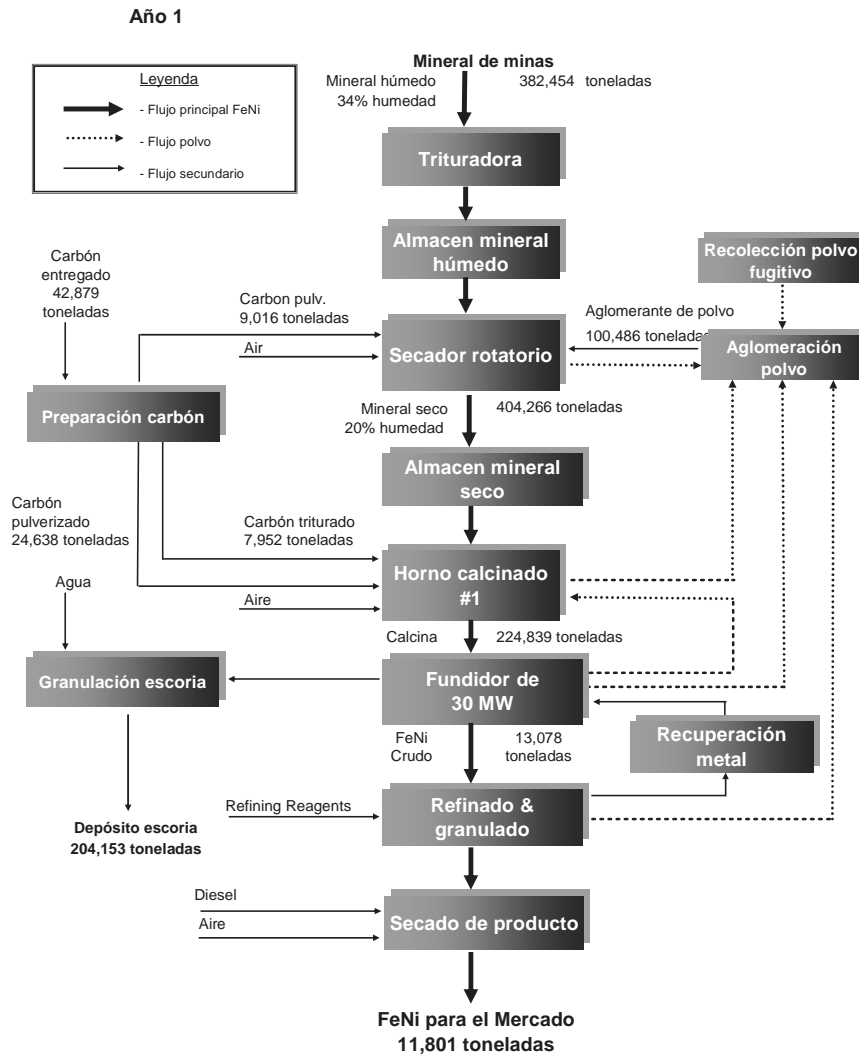 Año 1
Mineral de minas
Leyenda
- Flujo principal FeNi
- Flujo polvo
- Flujo secundario
Mineral húmedo
34% humedad
382,454 toneladas
Trituradora
Almacen mineral
húmedo
Recolección polvo
fugitivo
Carbón
entregado
42,879
toneladas
Carbon pulv.
9,016 toneladas
Air
Secador rotatorio
Aglomerante de polvo
100,486 toneladas
Aglomeración
polvo
Preparación carbón
Mineral seco
20% humedad
404,266 toneladas
Almacen mineral
seco
Carbón
pulverizado
24,638 toneladas
Carbón triturado
7,952 toneladas
Horno calcinado
#1
Agua
Aire
Calcina
224,839 toneladas
Granulación escoria
Fundidor de
30 MW
FeNi
Crudo
13,078
toneladas
Recuperación
metal
Refining Reagents
Refinado &
granulado
Depósito escoria
204,153 toneladas
Diesel
Aire
Secado de producto
FeNi para el Mercado
11,801 toneladas